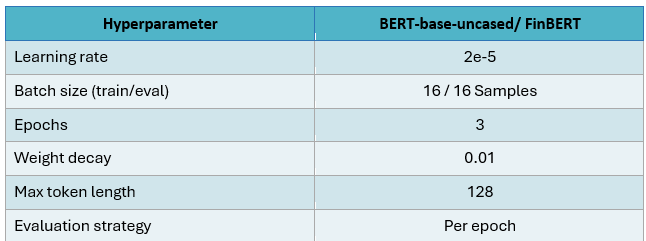 Hyperparameter BERT-base-uncased/ FinBERT
Learning rate 2e-5
Batch size (train/eval) 16 / 16 Samples
Epochs 3
Weight decay 0.01
Max token length 128
Evaluation strategy Per epoch